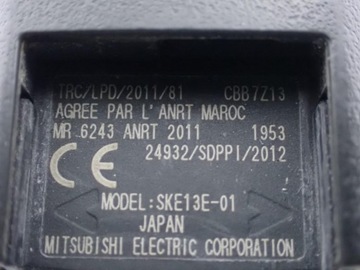 TRC/LPD/2011/81 CBB7Z13
AGREE PAR L'ANRT MAROC
MR 6243 ANRT 2011 1953
CE 24932/SDPPI/2012
MODEL:SKE13E-01
JAPAN
MITSUBISHI ELECTRIC CORPORATION